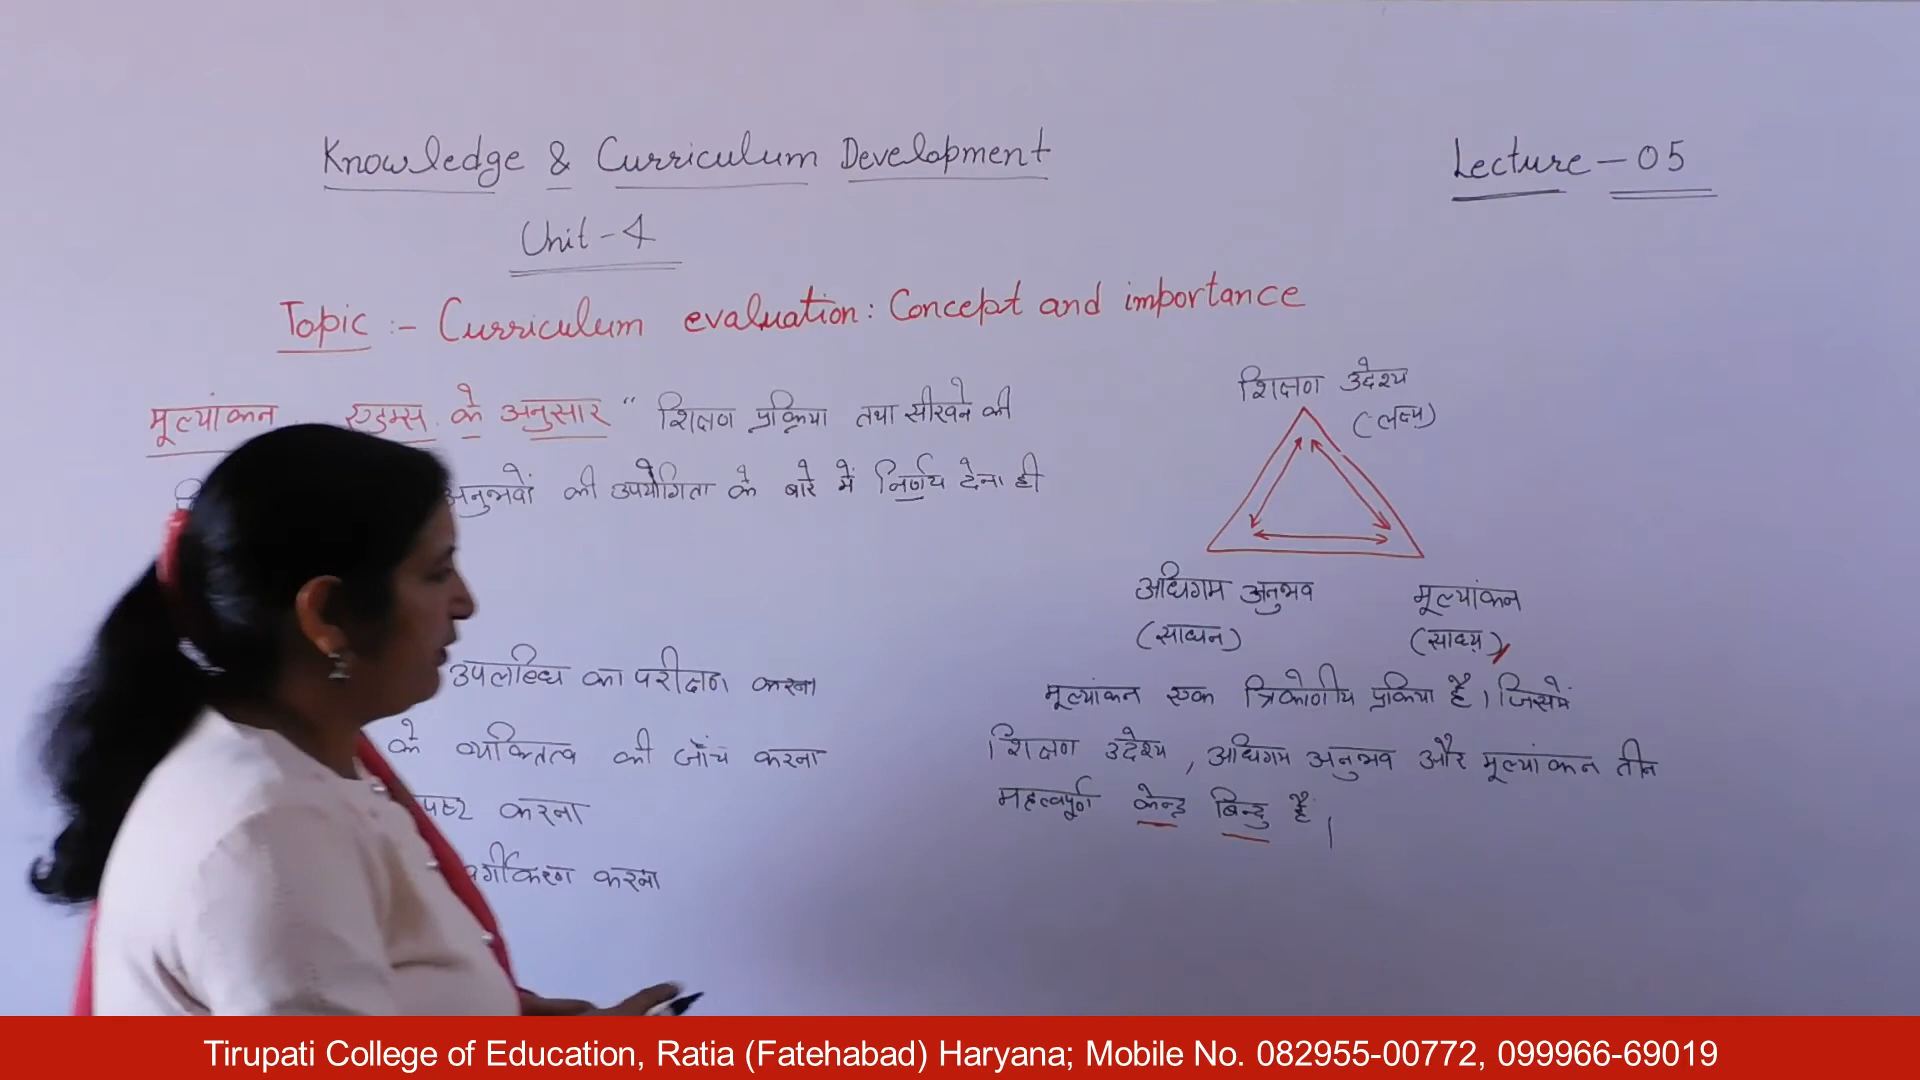 Knowledge & Curriculum Development
Lecture - 05
Unit - 4
Topic :- Curriculum evaluation: Concept and importance
मूल्यांकन एडम्स के अनुसार " शिक्षण प्रक्रिया तथा सीखने की
अनुभवों की उपयोगिता के बारे में निर्णय देना ही
उपलब्धि का परीक्षण करना
के व्यक्तित्व की जाँच करना
करना
वर्गीकरण करना
शिक्षण उदेश्य
(लक्ष्य)
अधिगम अनुभव
(साधन)
मूल्यांकन
(साध्य)
मूल्यांकन एक त्रिकोणीय प्रक्रिया है। जिसमें
शिक्षण उदेश्य, अधिगम अनुभव और मूल्यांकन तीन
महत्वपूर्ण केन्द्र बिन्दु है।
Tirupati College of Education, Ratia (Fatehabad) Haryana; Mobile No. 082955-00772, 099966-69019